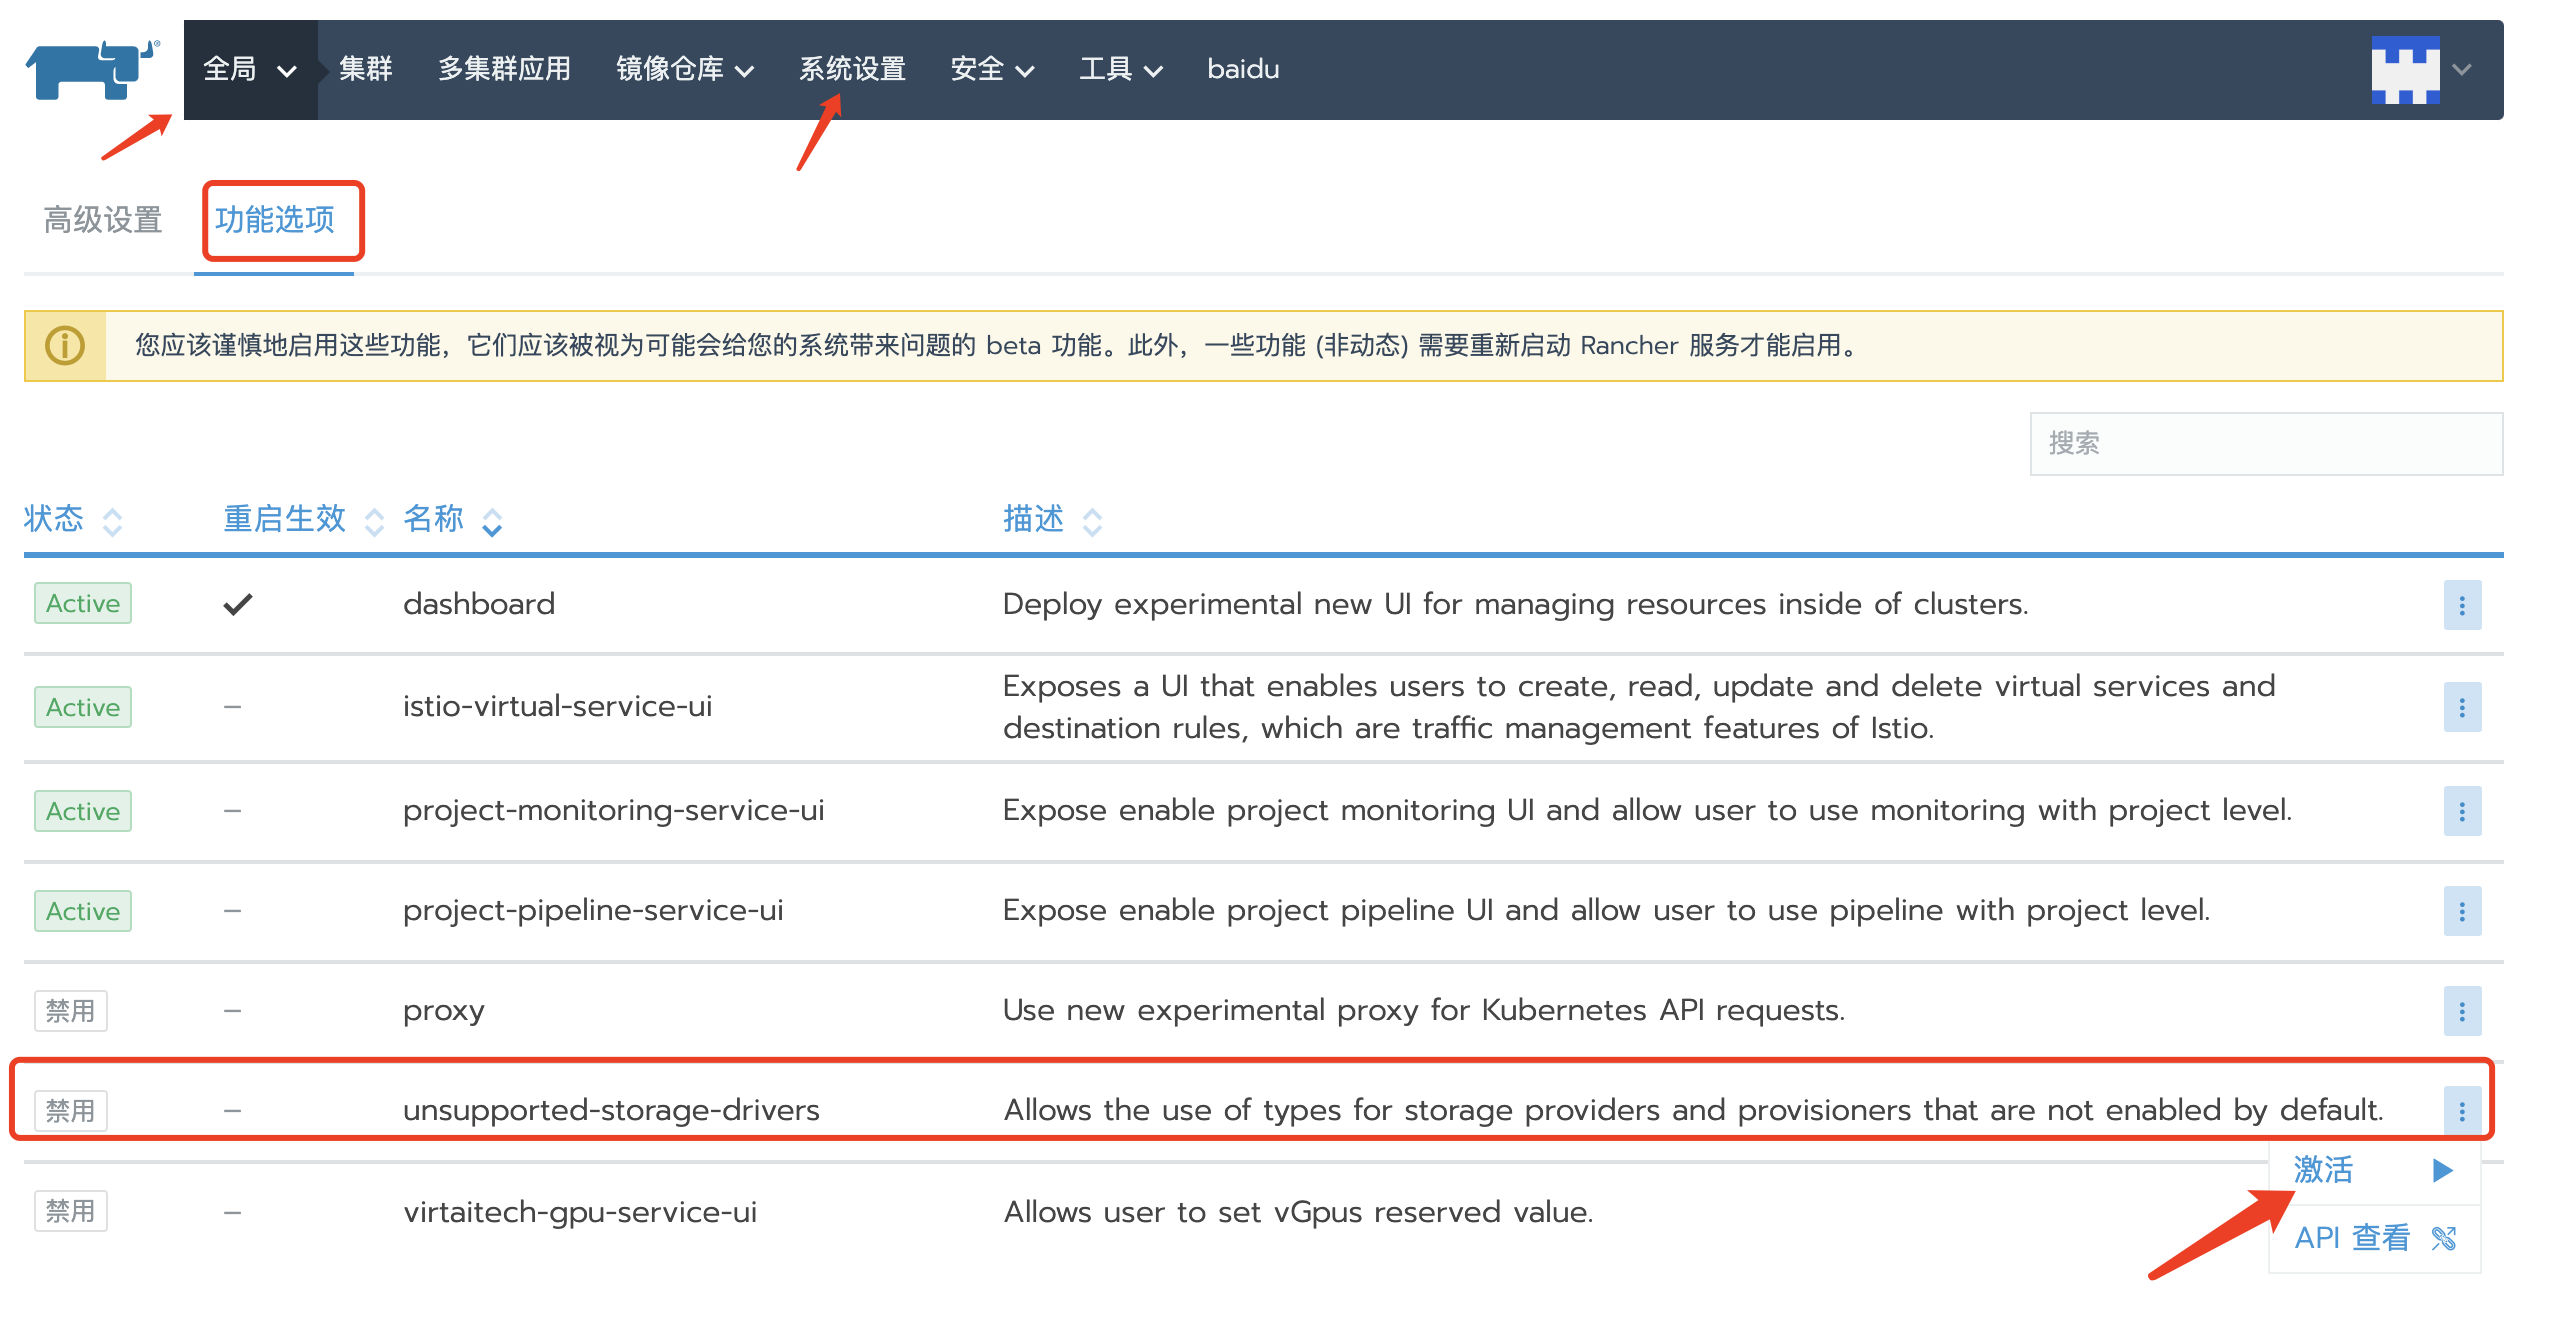 全局 集群 多集群应用 镜像仓库 系统设置 安全 工具 baidu
高级设置 功能选项
您应该谨慎地启用这些功能，它们应该被视为可能会给您的系统带来问题的 beta 功能。此外，一些功能 (非动态) 需要重新启动 Rancher 服务才能启用。
搜索
状态 重启生效 名称 描述
Active dashboard Deploy experimental new UI for managing resources inside of clusters.
Active – istio-virtual-service-ui Exposes a UI that enables users to create, read, update and delete virtual services and
destination rules, which are traffic management features of Istio.
Active – project-monitoring-service-ui Expose enable project monitoring UI and allow user to use monitoring with project level.
Active – project-pipeline-service-ui Expose enable project pipeline UI and allow user to use pipeline with project level.
禁用 – proxy Use new experimental proxy for Kubernetes API requests.
禁用 – unsupported-storage-drivers Allows the use of types for storage providers and provisioners that are not enabled by default.
激活
禁用 – virtaitech-gpu-service-ui Allows user to set vGpus reserved value.
API 查看